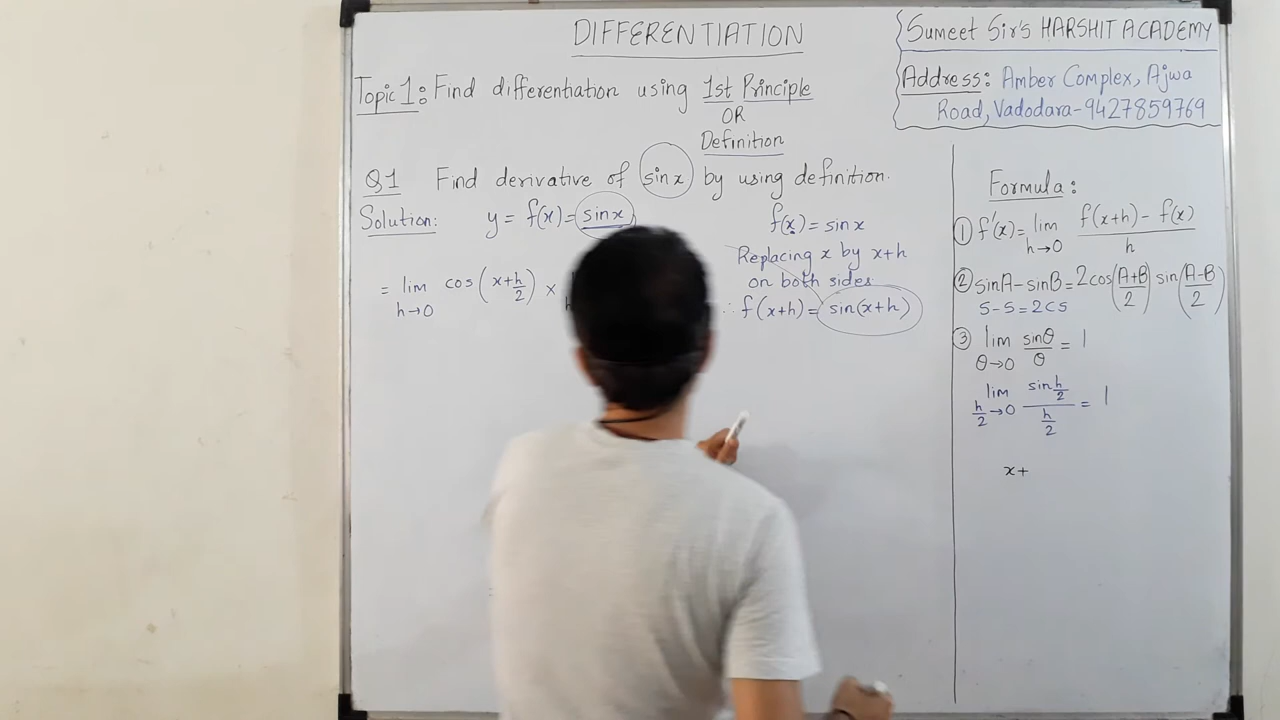 DIFFERENTIATION
Sumeet Sir's HARSHIT ACADEMY
Address: Amber Complex, Ajwa
Road, Vadodara-9427859769
Topic 1: Find differentiation using 1st Principle
OR
Definition
Q1 Find derivative of sinx by using definition.
Solution: y = f(x) = sinx
= lim h→0 cos(x+h/2) ×
f(x) = sinx
Replacing x by x+h
on both sides
∴ f(x+h) = sin(x+h)
Formula:
① f'(x) = lim h→0 f(x+h) - f(x) / h
② sinA - sinB = 2cos(A+B/2) sin(A-B/2)
S-S = 2CS
③ lim θ→0 sinθ/θ = 1
lim h/2→0 sin h/2 / h/2 = 1
x+